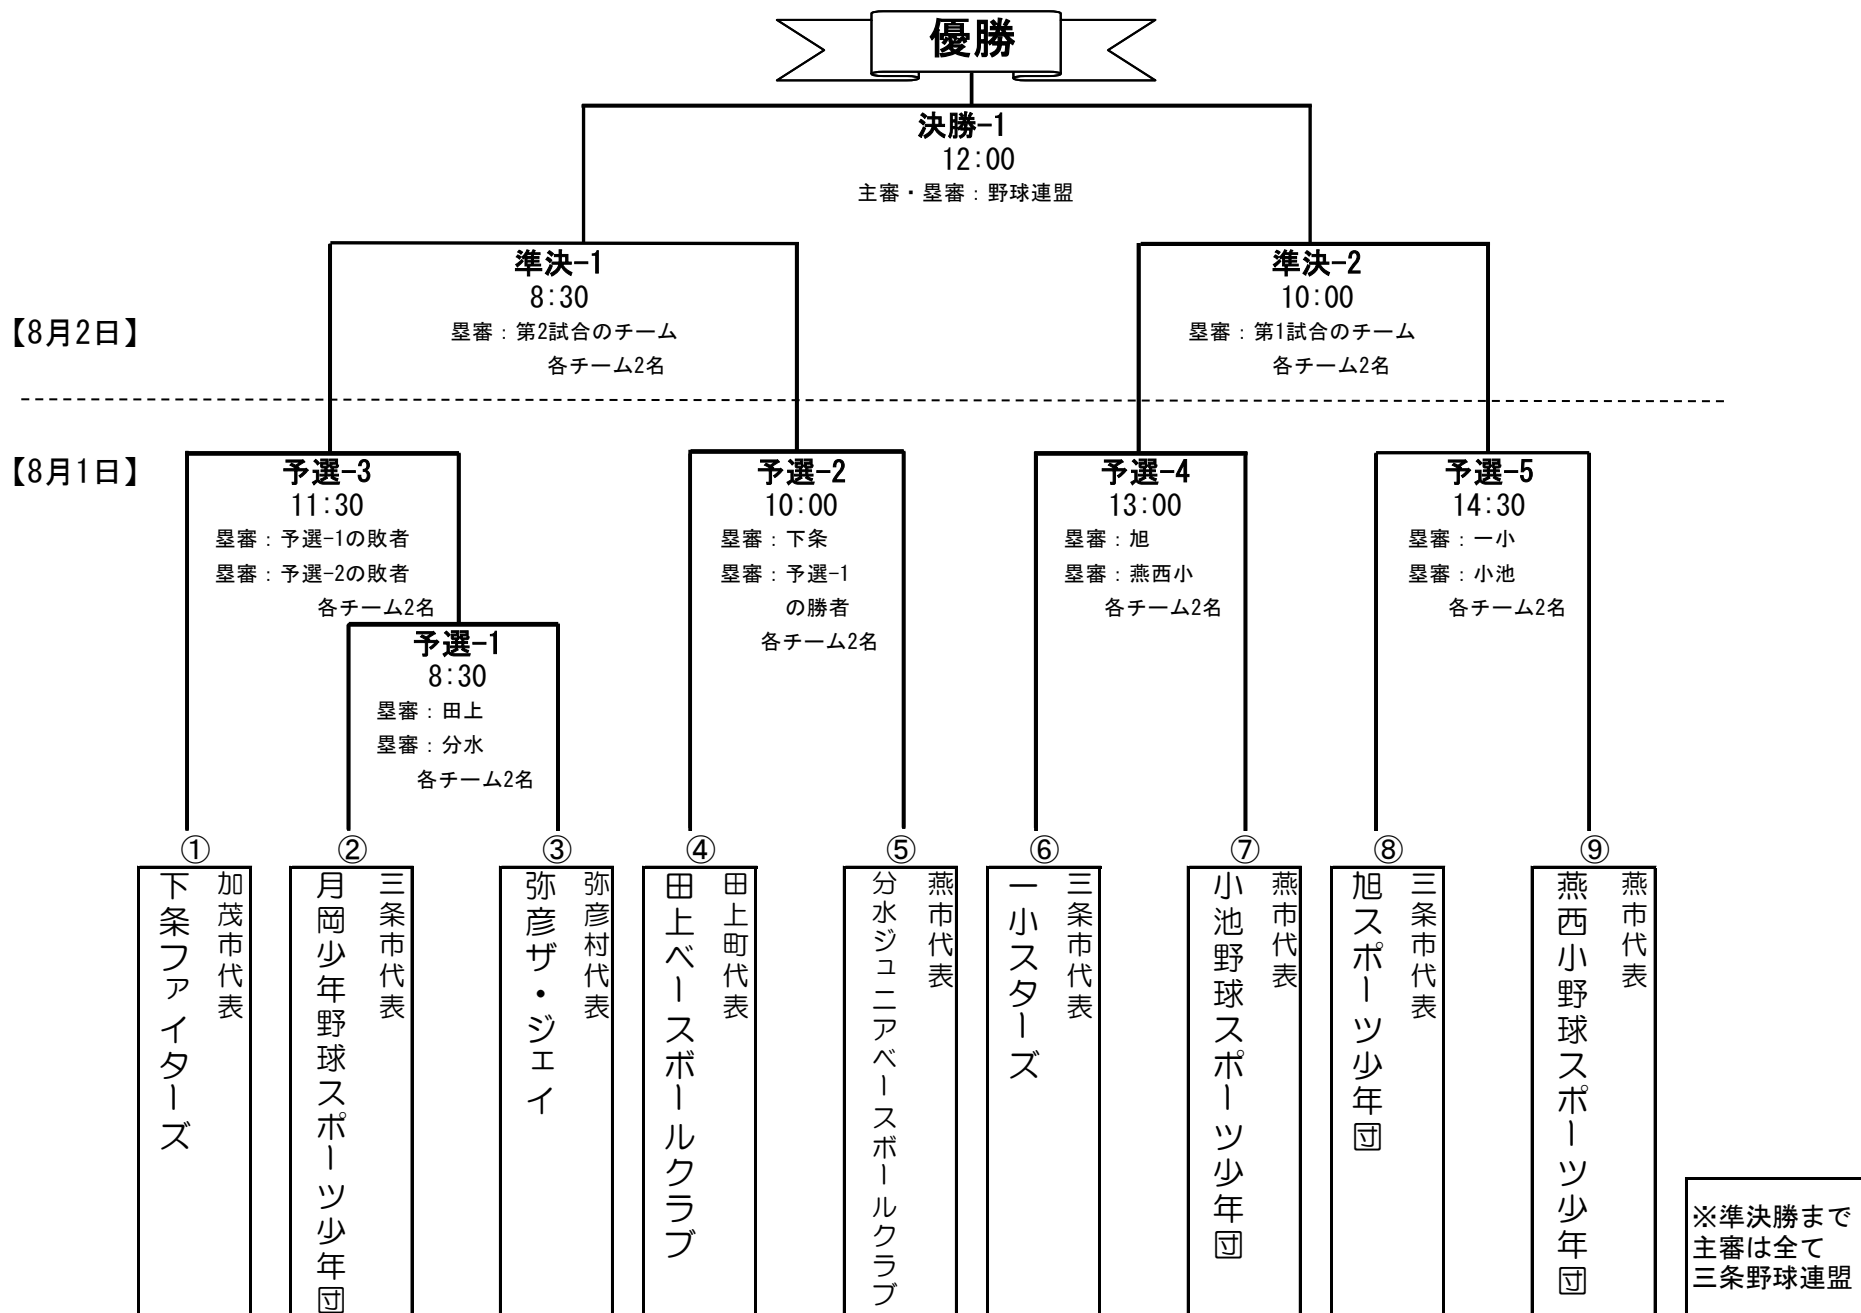 優勝
決勝-1
12:00
主審・塁審：野球連盟
準決-1
8:30
塁審：第2試合のチーム
各チーム2名
準決-2
10:00
塁審：第1試合のチーム
各チーム2名
【8月2日】
【8月1日】
予選-3
11:30
塁審：予選-1の敗者
塁審：予選-2の敗者
各チーム2名
予選-1
8:30
塁審：田上
塁審：分水
各チーム2名
予選-2
10:00
塁審：下条
塁審：予選-1
の勝者
各チーム2名
予選-4
13:00
塁審：旭
塁審：燕西小
各チーム2名
予選-5
14:30
塁審：一小
塁審：小池
各チーム2名
①
加茂市代表
下条ファイターズ
②
三条市代表
月岡少年野球スポーツ少年団
③
弥彦村代表
弥彦ザ・ジェイ
④
田上町代表
田上ベースボールクラブ
⑤
燕市代表
分水ジュニアベースボールクラブ
⑥
三条市代表
一小スターズ
⑦
燕市代表
小池野球スポーツ少年団
⑧
三条市代表
旭スポーツ少年団
⑨
燕市代表
燕西小野球スポーツ少年団
※準決勝まで
主審は全て
三条野球連盟